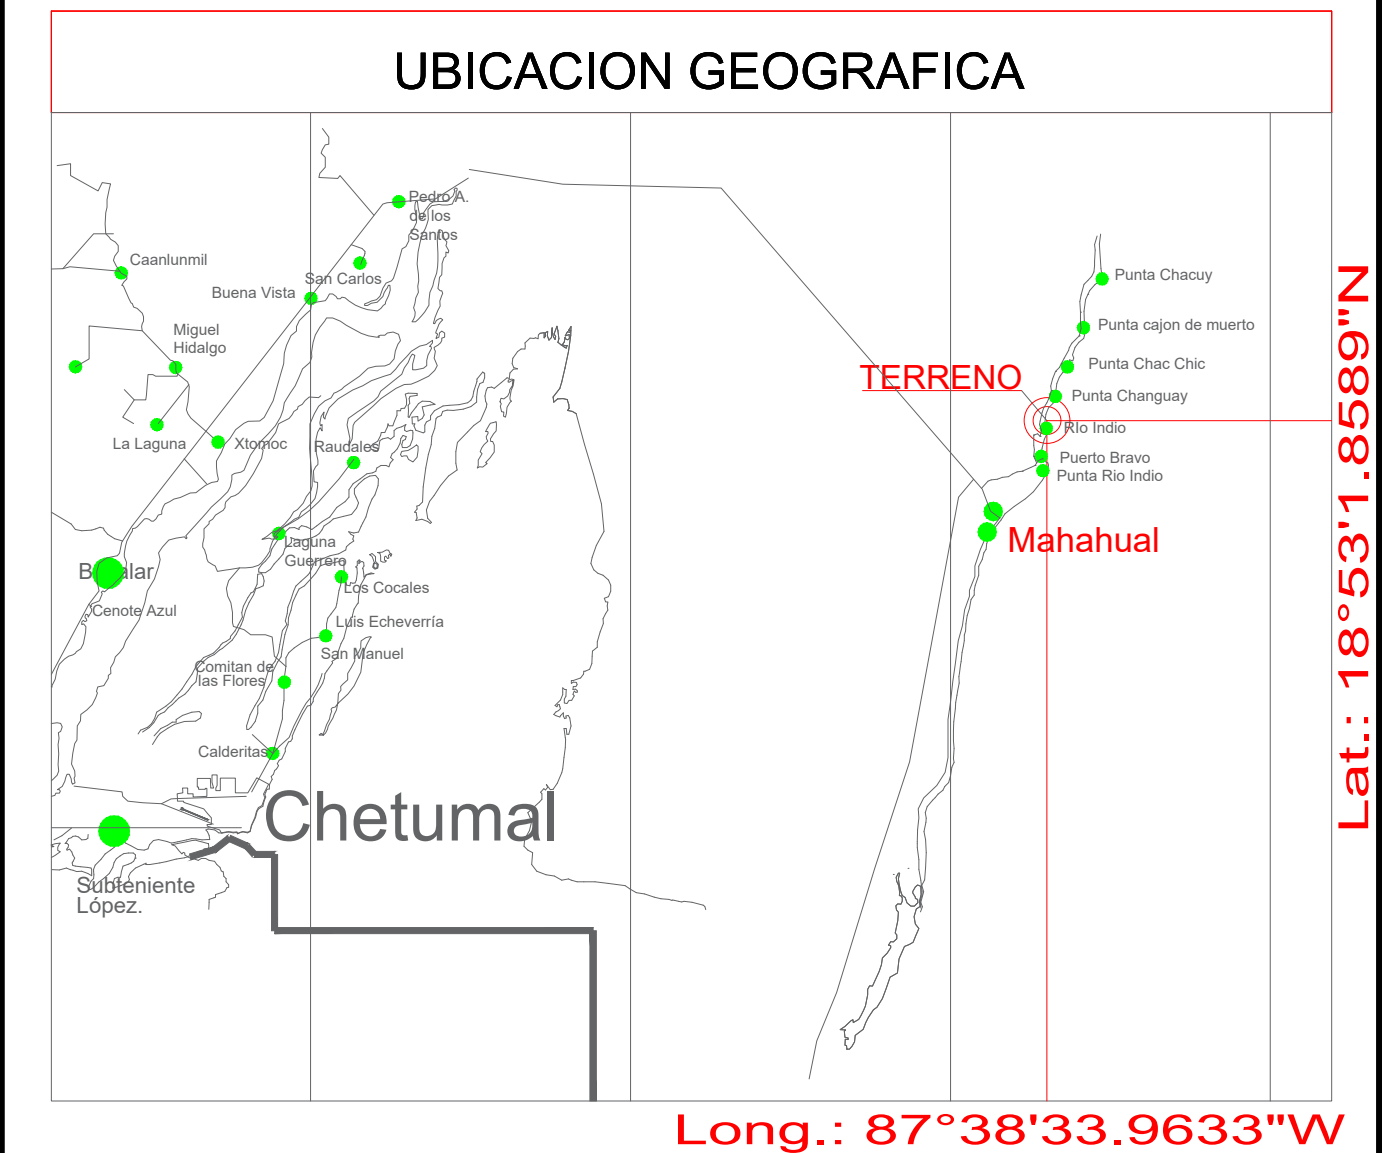 UBICACION GEOGRAFICA
Pedro A.
de los
Santos
Caanlunmil
San Carlos
Buena Vista
Punta Chacuy
Miguel
Hidalgo
Punta cajon de muerto
Punta Chac Chic
TERRENO
Punta Changuay
RIo Indio
La Laguna
Xtomoc
Raudales
Puerto Bravo
Punta Rio Indio
Mahahual
Laguna
Guerrero
Los Cocales
Cenote Azul
Luis Echeverría
San Manuel
Comitan de
las Flores
Calderitas
Chetumal
Subteniente
López.
Lat.: 18°53'1.8589"N
Long.: 87°38'33.9633"W